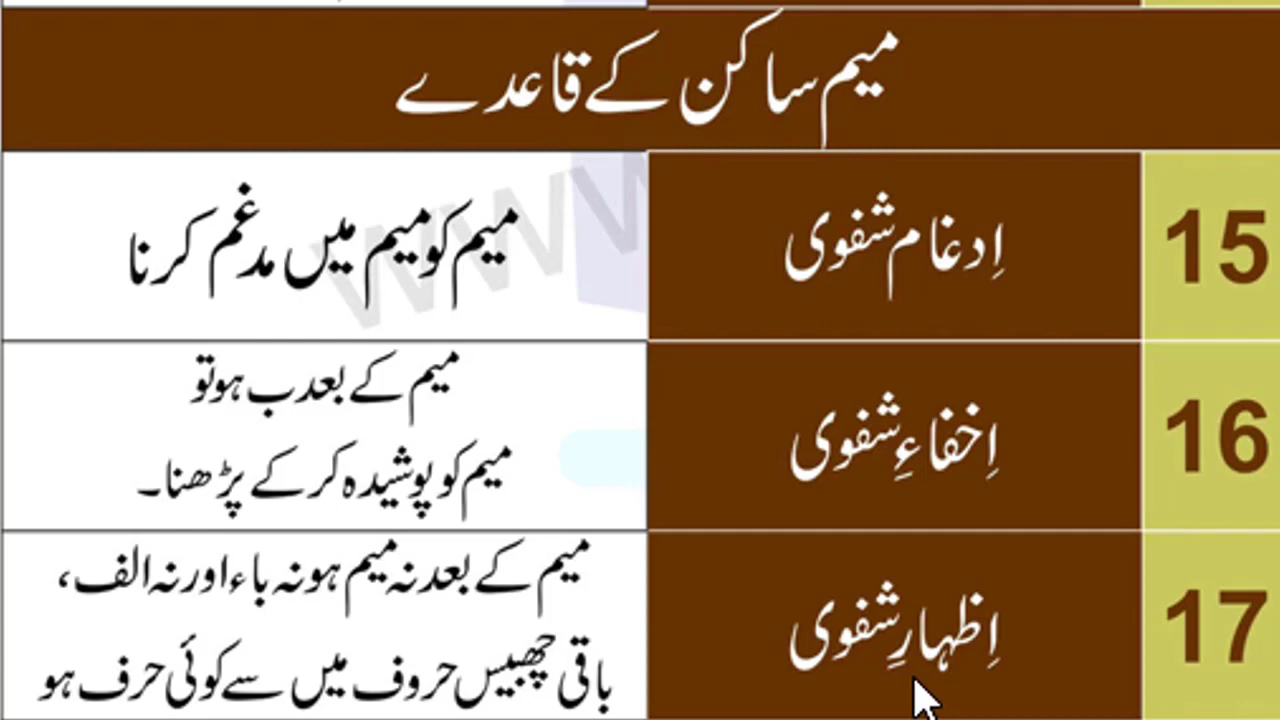 میم ساکن کے قاعدے
15
اِدغام شفوی
میم کو میم میں مدغم کرنا
16
اِخفاءِ شفوی
میم کے بعد ب ہو تو
میم کو پوشیدہ کر کے پڑھنا۔
17
اِظہارِ شفوی
میم کے بعد نہ میم ہو نہ باء اور نہ الف،
باقی چھبیس حروف میں سے کوئی حرف ہو